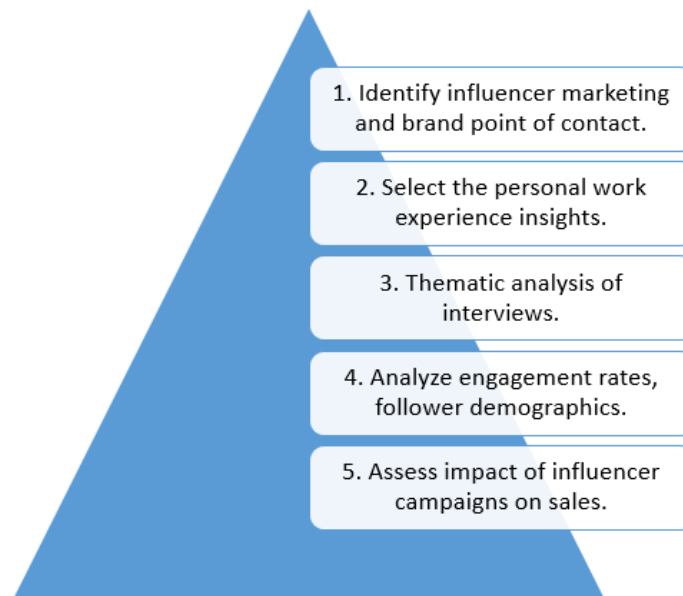 1. Identify influencer marketing
and brand point of contact.
2. Select the personal work
experience insights.
3. Thematic analysis of
interviews.
4. Analyze engagement rates,
follower demographics.
5. Assess impact of influencer
campaigns on sales.